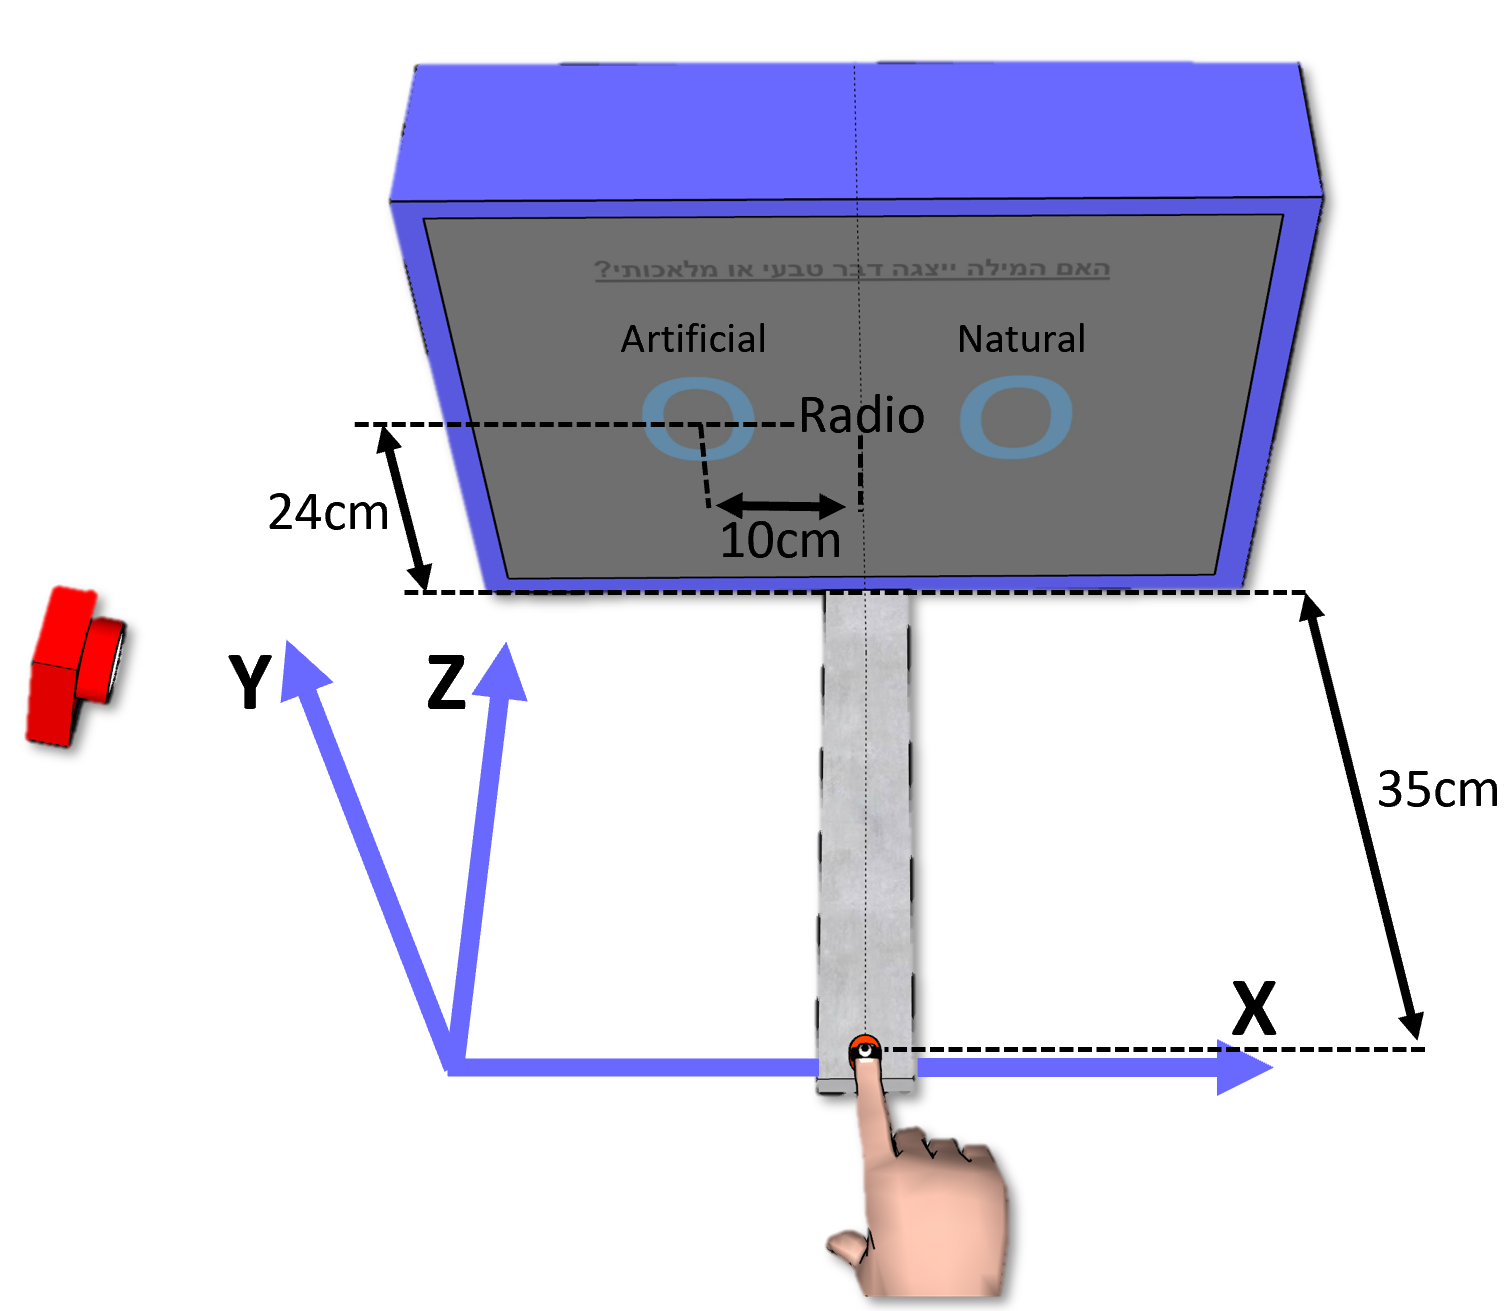 האם המילה ייצגה דבר טבעי או מלאכותי?
Artificial
Natural
Radio
24cm
10cm
Y
Z
35cm
X